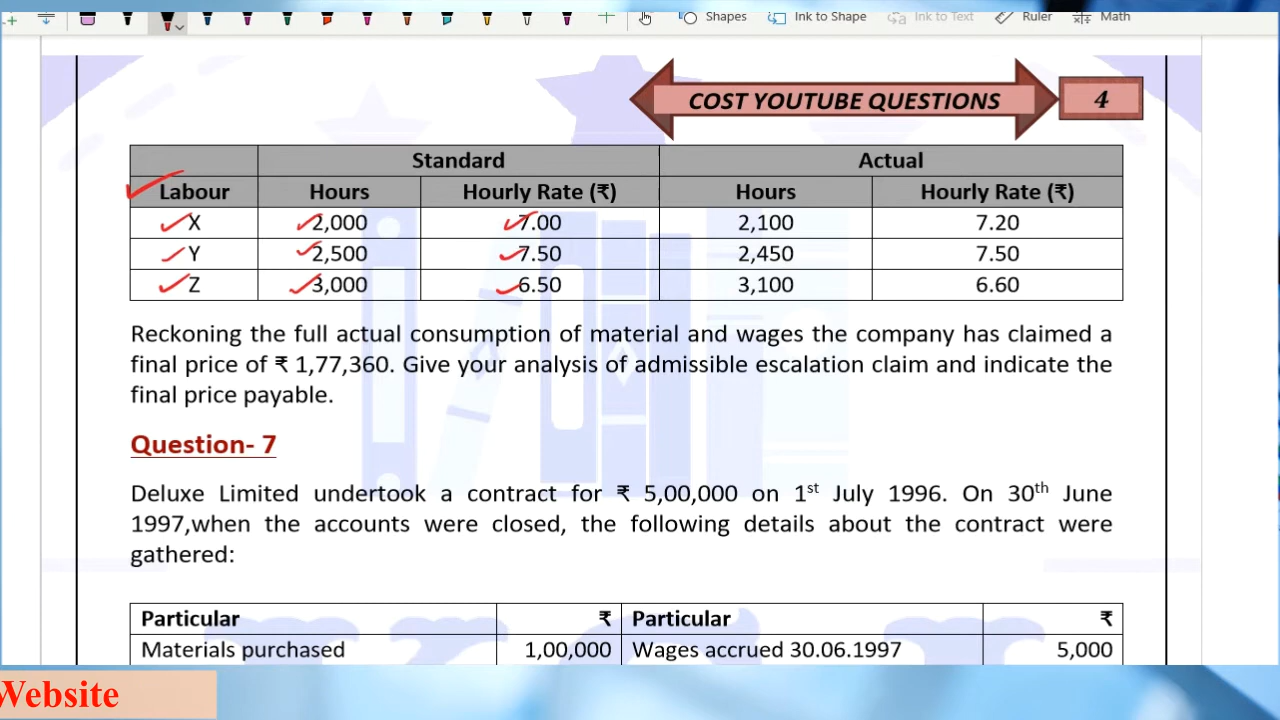 Shapes Ink to Shape Ink to Text Ruler Math
COST YOUTUBE QUESTIONS 4
Standard Actual
Labour Hours Hourly Rate (₹) Hours Hourly Rate (₹)
X 2,000 7.00 2,100 7.20
Y 2,500 7.50 2,450 7.50
Z 3,000 6.50 3,100 6.60
Reckoning the full actual consumption of material and wages the company has claimed a
final price of ₹ 1,77,360. Give your analysis of admissible escalation claim and indicate the
final price payable.
Question- 7
Deluxe Limited undertook a contract for ₹ 5,00,000 on 1st July 1996. On 30th June
1997,when the accounts were closed, the following details about the contract were
gathered:
Particular ₹ Particular ₹
Materials purchased 1,00,000 Wages accrued 30.06.1997 5,000
Website